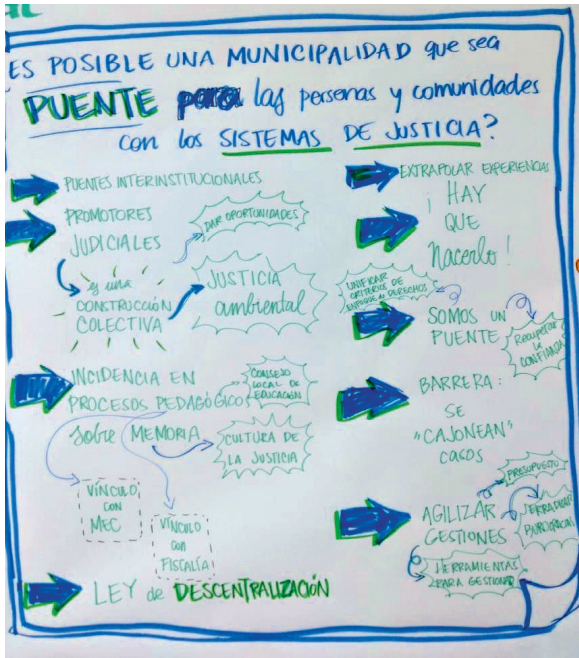 ES POSIBLE UNA MUNICIPALIDAD que sea
PUENTE para las personas y comunidades
con los SISTEMAS DE JUSTICIA?
PUENTES INTERINSTITUCIONALES
PROMOTORES
JUDICIALES
DAR OPORTUNIDADES
es una
CONSTRUCCIÓN
COLECTIVA
JUSTICIA
ambiental
INCIDENCIA EN
PROCESOS PEDAGÓGICOS
CONSEJO
LOCAL DE
EDUCACIÓN
sobre MEMORIA
CULTURA DE
LA JUSTICIA
VÍNCULO
CON
MEC
VÍNCULO
con
FISCALÍA
LEY de DESCENTRALIZACIÓN
EXTRAPOLAR EXPERIENCIAS
¡HAY
QUE
Hacerlo!
UNIFICAR
CRITERIOS DE
ENFOQUE de DERECHOS
SOMOS UN
PUENTE
Recuperar
la
CONFIANZA
BARRERA:
SE
"CAJONEAN"
CASOS
PRESUPUESTO
AGILIZAR
GESTIONES
HERRAMIENTAS
PARA GESTIONAR